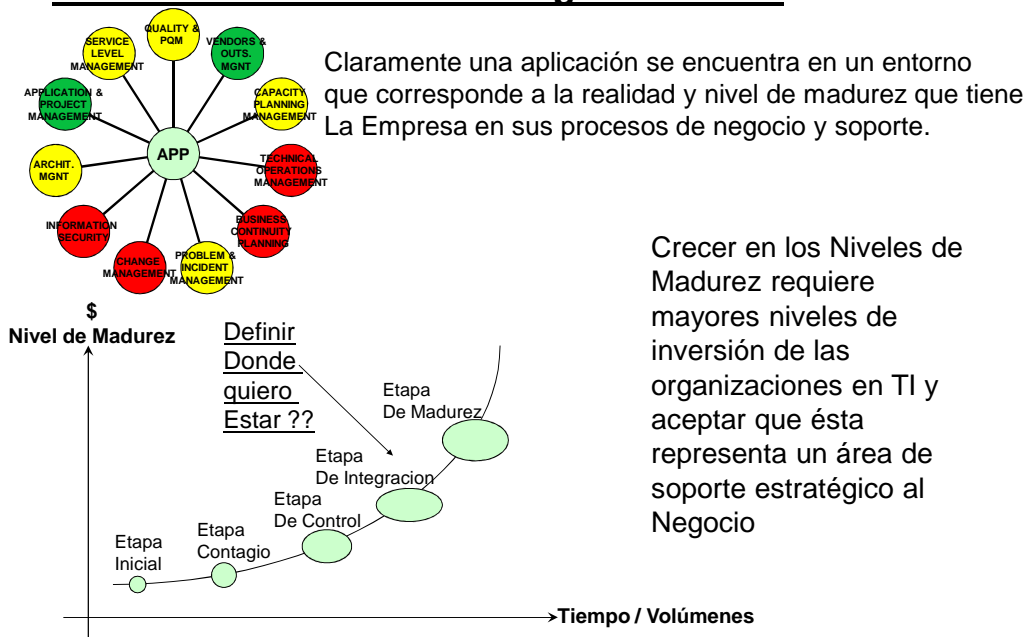 QUALITY &
PQM
VENDORS &
OUTS.
MGNT
CAPACITY
PLANNING
MANAGEMENT
TECHNICAL
OPERATIONS
MANAGEMENT
BUSINESS
CONTINUITY
PLANNING
PROBLEM &
INCIDENT
MANAGEMENT
CHANGE
MANAGEMENT
INFORMATION
SECURITY
ARCHIT.
MGNT
APPLICATION &
PROJECT
MANAGEMENT
SERVICE
LEVEL
MANAGEMENT
APP
Claramente una aplicación se encuentra en un entorno
que corresponde a la realidad y nivel de madurez que tiene
La Empresa en sus procesos de negocio y soporte.
Crecer en los Niveles de
Madurez requiere
mayores niveles de
inversión de las
organizaciones en TI y
aceptar que ésta
representa un área de
soporte estratégico al
Negocio
$
Nivel de Madurez
Definir
Donde
quiero
Estar ??
Etapa
De Madurez
Etapa
De Integracion
Etapa
De Control
Etapa
Contagio
Etapa
Inicial
Tiempo / Volúmenes